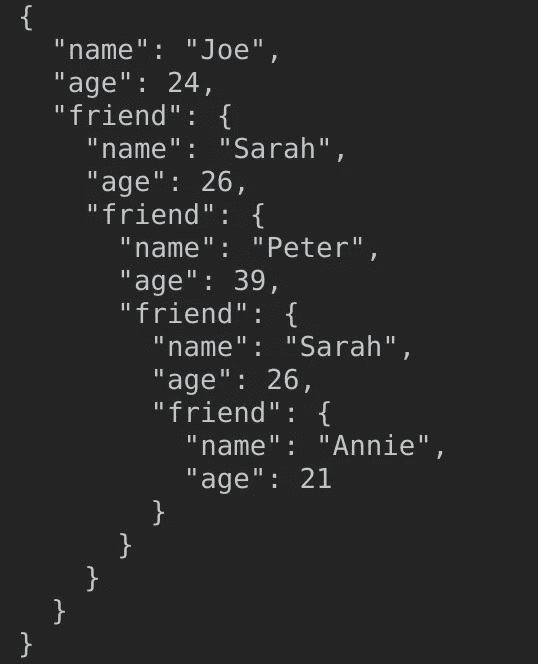 {
  "name": "Joe",
  "age": 24,
  "friend": {
    "name": "Sarah",
    "age": 26,
    "friend": {
      "name": "Peter",
      "age": 39,
      "friend": {
        "name": "Sarah",
        "age": 26,
        "friend": {
          "name": "Annie",
          "age": 21
        }
      }
    }
  }
}